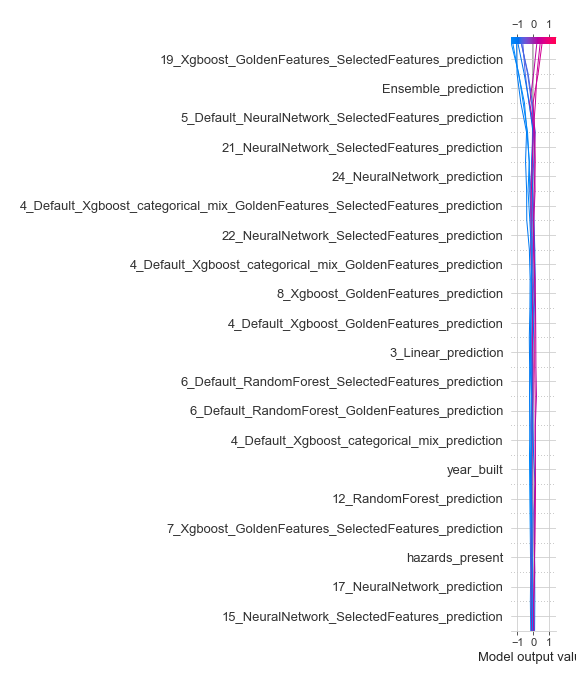 −1 0 1
19_Xgboost_GoldenFeatures_SelectedFeatures_prediction
Ensemble_prediction
5_Default_NeuralNetwork_SelectedFeatures_prediction
21_NeuralNetwork_SelectedFeatures_prediction
24_NeuralNetwork_prediction
4_Default_Xgboost_categorical_mix_GoldenFeatures_SelectedFeatures_prediction
22_NeuralNetwork_SelectedFeatures_prediction
4_Default_Xgboost_categorical_mix_GoldenFeatures_prediction
8_Xgboost_GoldenFeatures_prediction
4_Default_Xgboost_GoldenFeatures_prediction
3_Linear_prediction
6_Default_RandomForest_SelectedFeatures_prediction
6_Default_RandomForest_GoldenFeatures_prediction
4_Default_Xgboost_categorical_mix_prediction
year_built
12_RandomForest_prediction
7_Xgboost_GoldenFeatures_SelectedFeatures_prediction
hazards_present
17_NeuralNetwork_prediction
15_NeuralNetwork_SelectedFeatures_prediction
−1 0 1
Model output valu